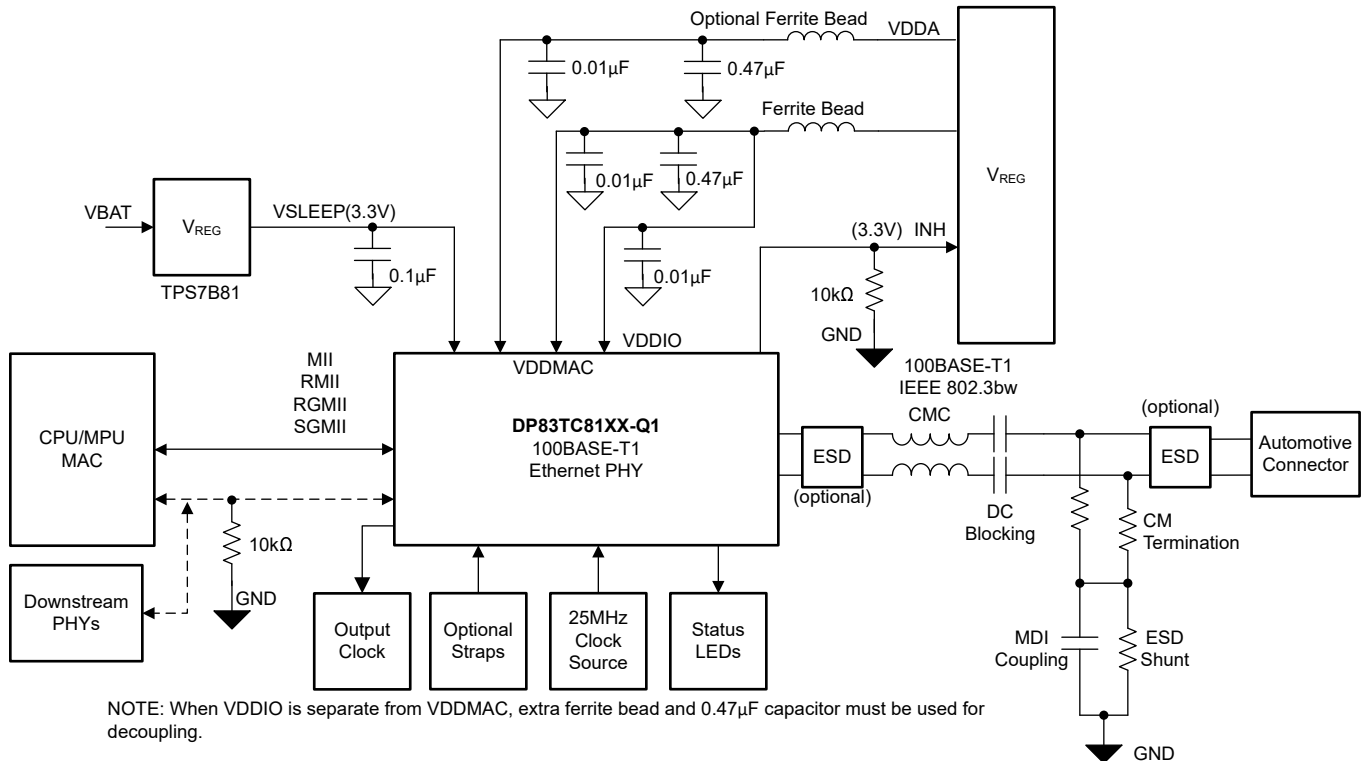 Optional Ferrite Bead
VDDA
0.01µF
0.47µF
Ferrite Bead
0.01µF
0.47µF
VREG
VBAT
VREG
VSLEEP(3.3V)
0.1µF
TPS7B81
(3.3V) INH
0.01µF
10kΩ
GND
VDDIO
VDDMAC
CPU/MPU
MAC
MII
RMII
RGMII
SGMII
DP83TC81XX-Q1
100BASE-T1
Ethernet PHY
100BASE-T1
IEEE 802.3bw
CMC
ESD
(optional)
DC
Blocking
(optional)
ESD
Automotive
Connector
CM
Termination
10kΩ
GND
Downstream
PHYs
Output
Clock
Optional
Straps
25MHz
Clock
Source
Status
LEDs
MDI
Coupling
ESD
Shunt
GND
NOTE: When VDDIO is separate from VDDMAC, extra ferrite bead and 0.47µF capacitor must be used for
decoupling.